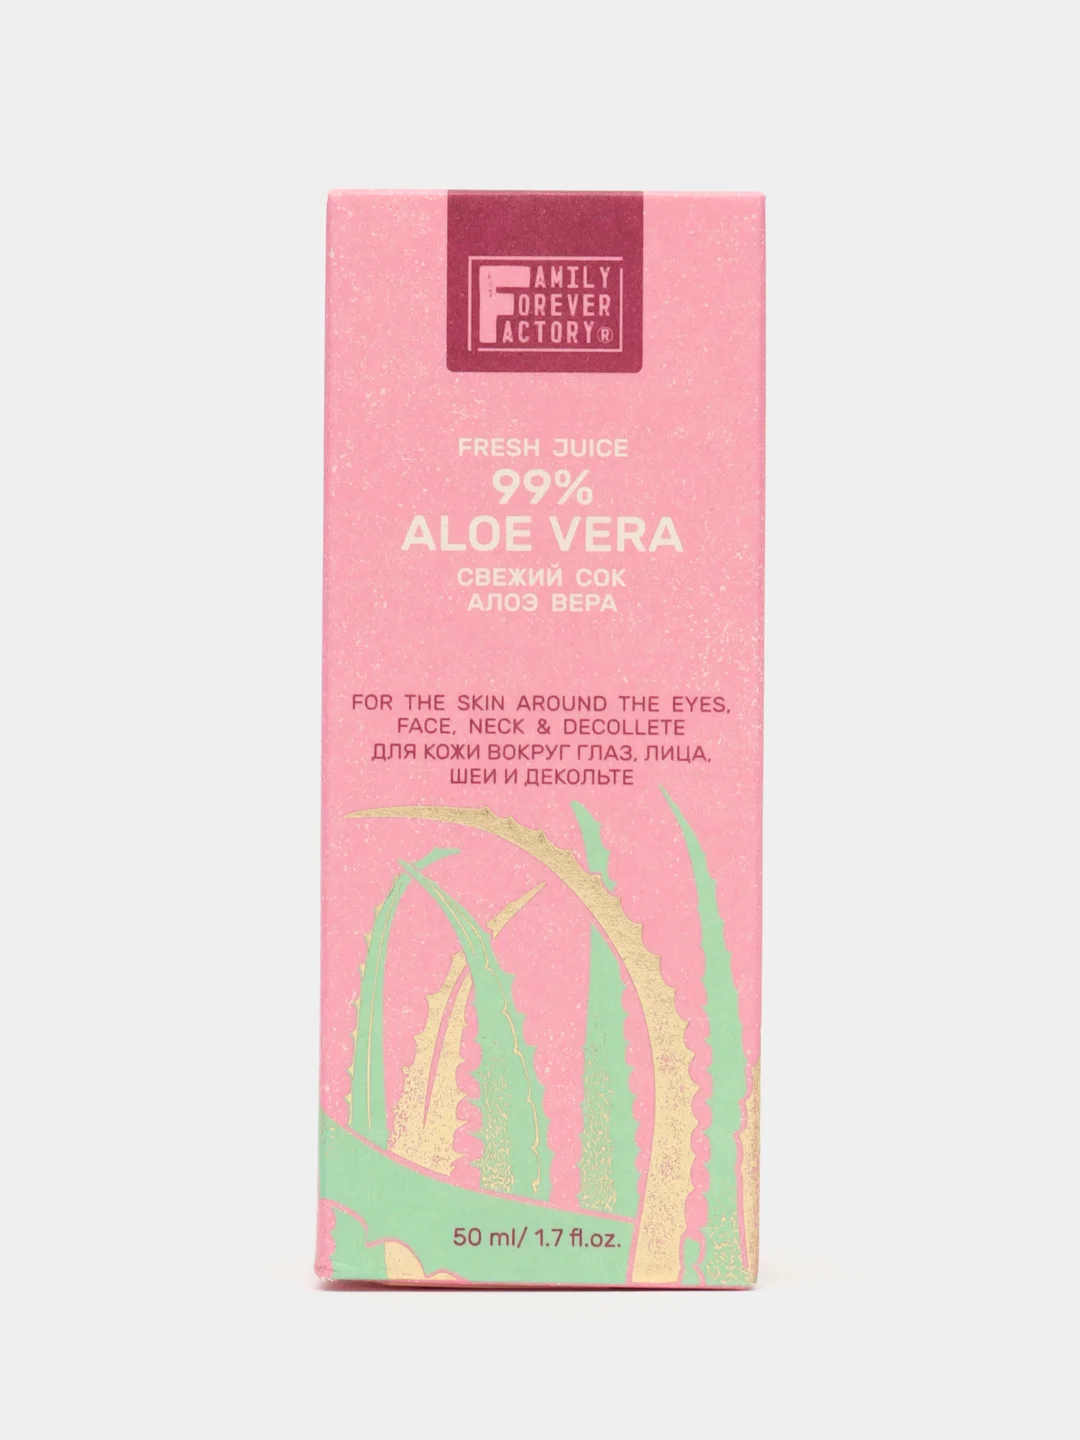 FAMILY
FOREVER
FACTORY®
FRESH JUICE
99%
ALOE VERA
СВЕЖИЙ СОК
АЛОЭ ВЕРА
FOR THE SKIN AROUND THE EYES,
FACE, NECK & DECOLLETE
ДЛЯ КОЖИ ВОКРУГ ГЛАЗ, ЛИЦА,
ШЕИ И ДЕКОЛЬТЕ
50 ml/ 1.7 fl.oz.